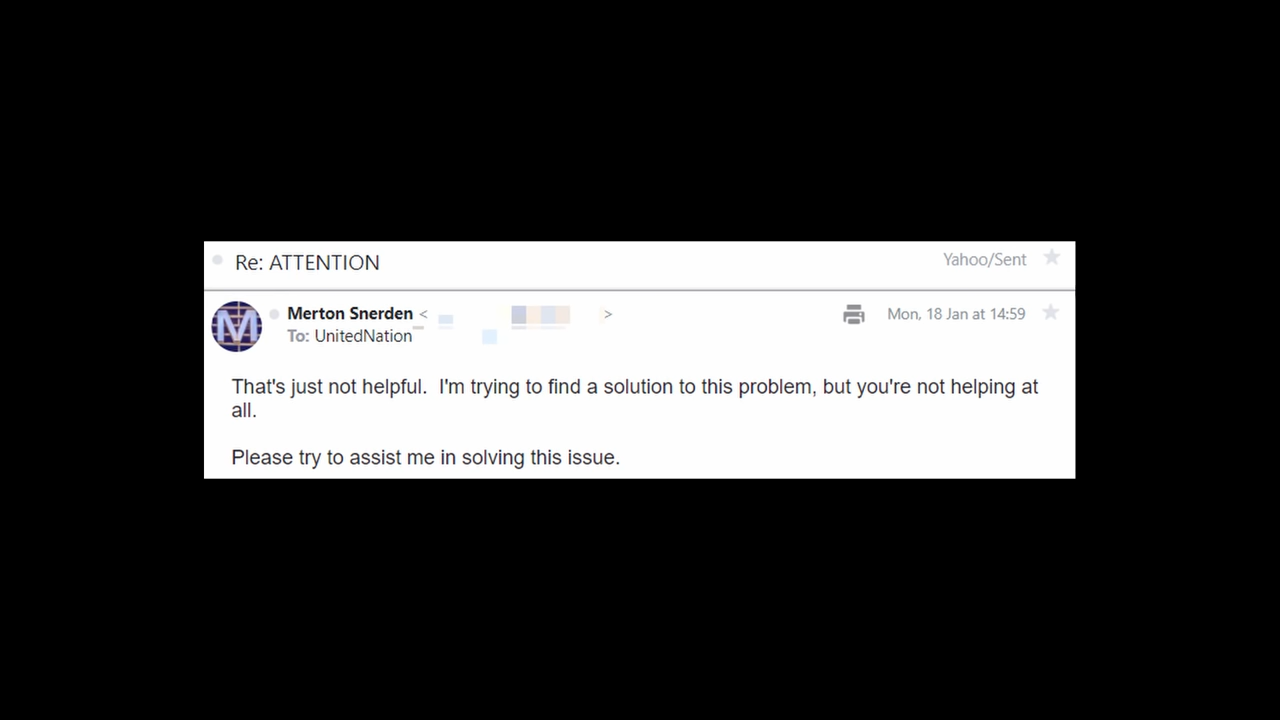 Re: ATTENTION
Yahoo/Sent
M
Merton Snerden < >
Mon, 18 Jan at 14:59
To: UnitedNation
That's just not helpful.  I'm trying to find a solution to this problem, but you're not helping at
all.
Please try to assist me in solving this issue.